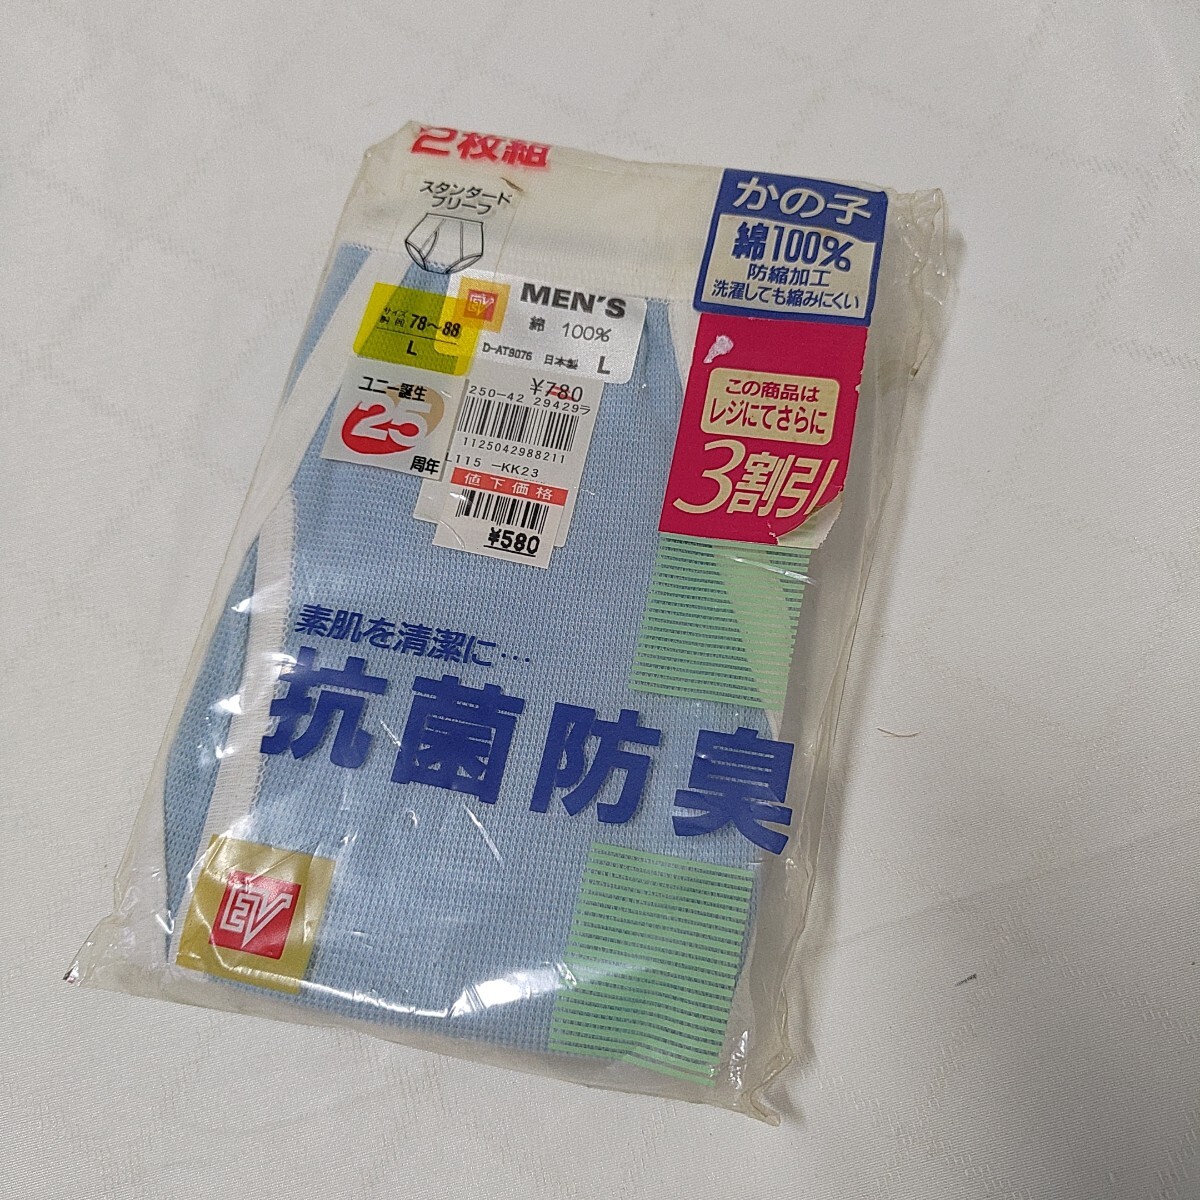 2枚組
スタンダード
ブリーフ
かの子
綿100%
防縮加工
洗濯しても縮みにくい
サイズ
78～88
L
EV
MEN'S
綿 100%
D-AT9076 日本製 L
ユニー誕生
25
周年
¥780
250-42 29429ラ
1125042988211
L115 -KK23
値下価格
¥580
この商品は
レジにてさらに
3割引
素肌を清潔に…
抗菌防臭
EV